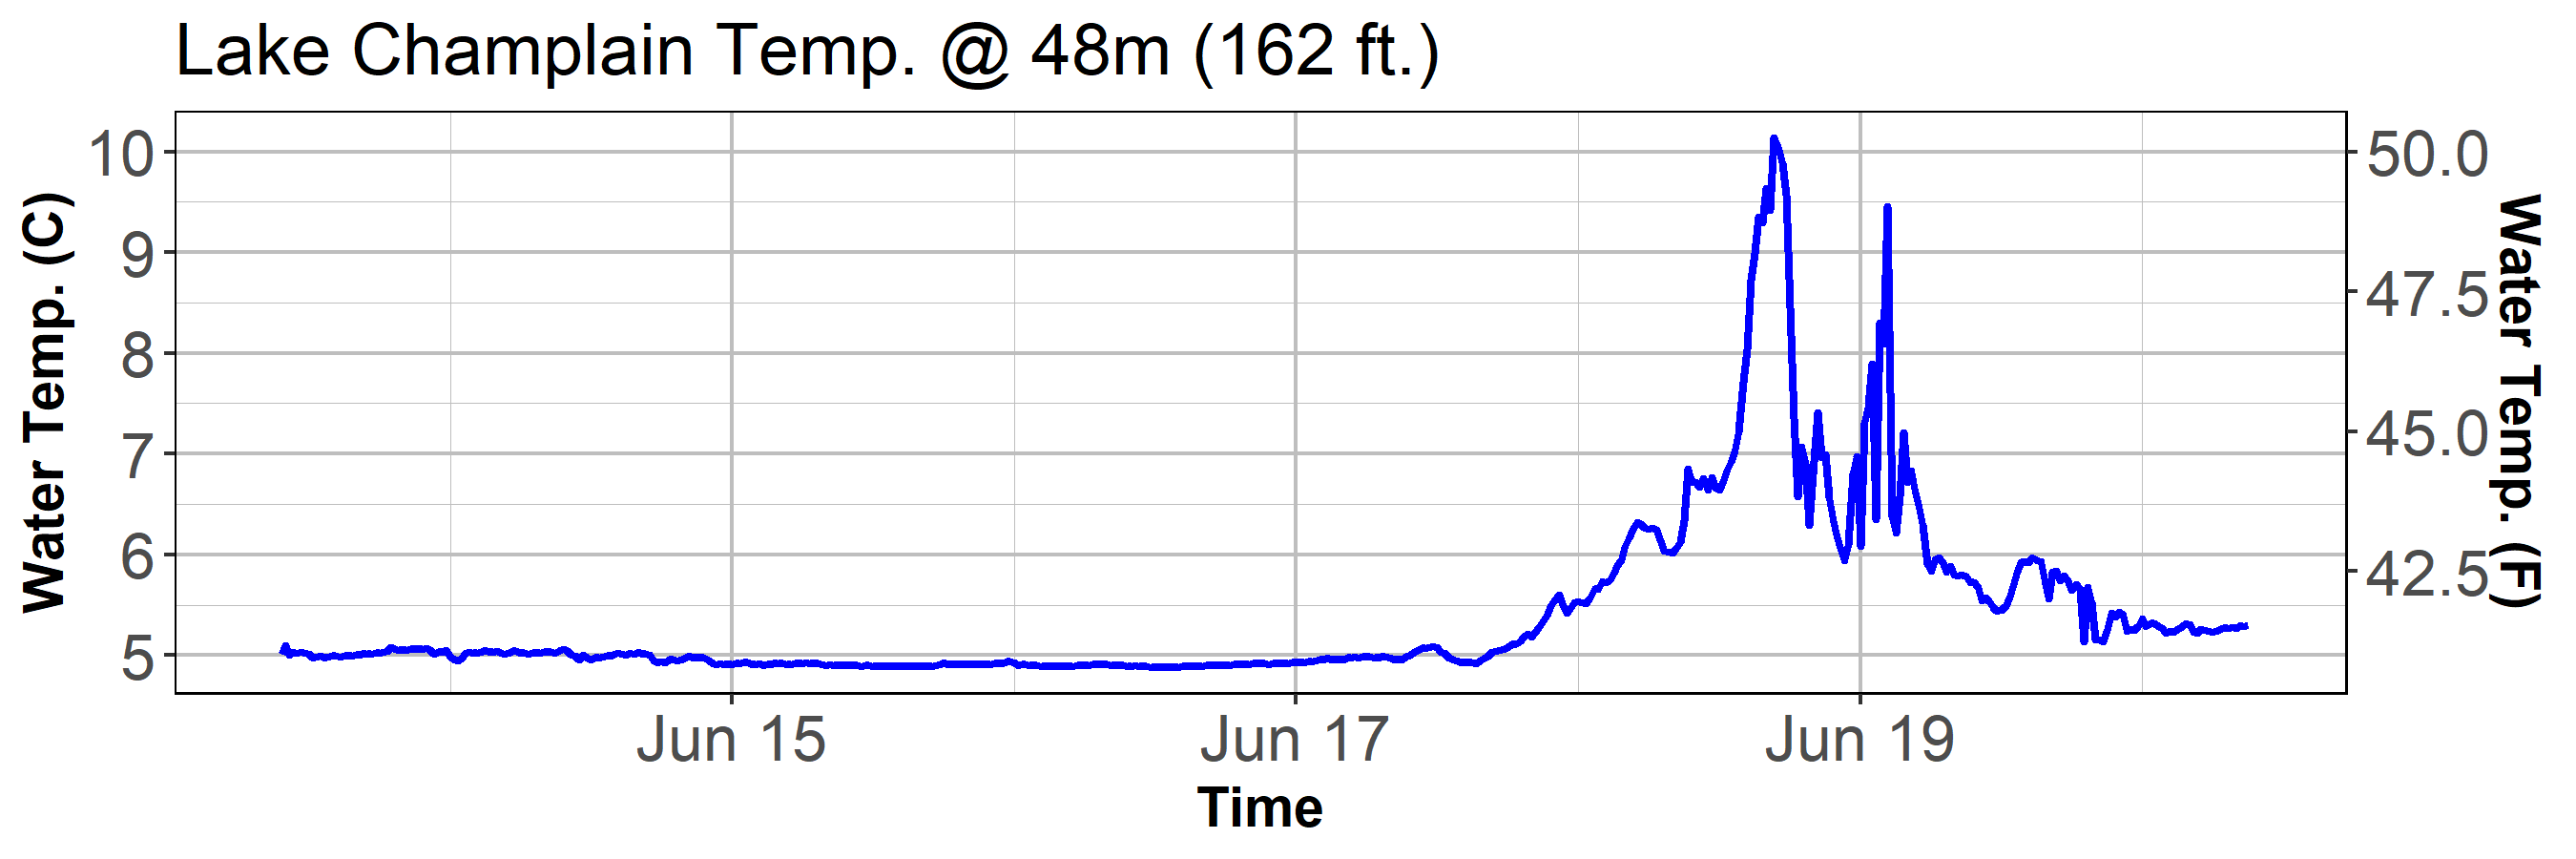 Lake Champlain Temp. @ 48m (162 ft.)
Water Temp. (C)
10
9
8
7
6
5
50.0
47.5
45.0
42.5
Water Temp. (F)
Jun 15
Jun 17
Jun 19
Time